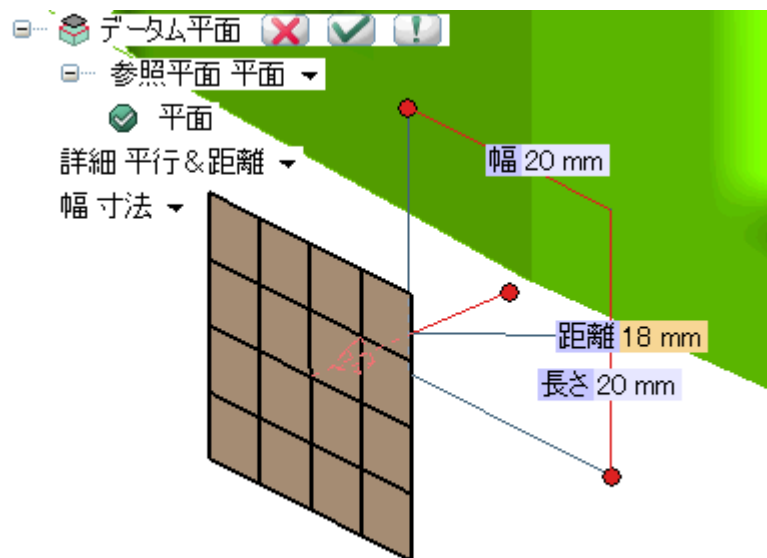 データム平面
参照平面 平面
平面
詳細 平行&距離
幅 寸法
幅 20 mm
距離 18 mm
長さ 20 mm